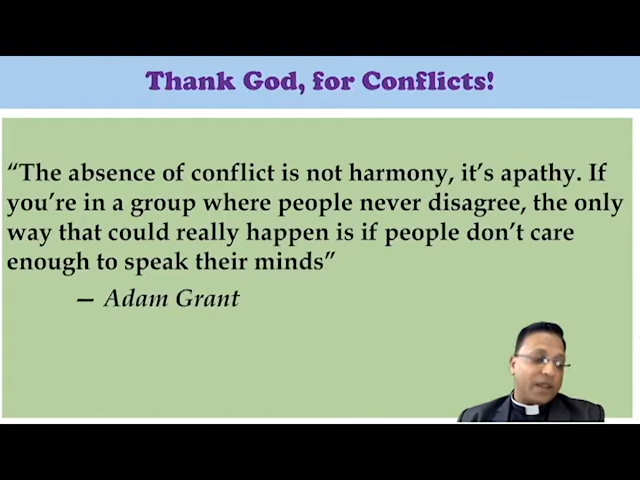 Thank God, for Conflicts!
“The absence of conflict is not harmony, it’s apathy. If
you’re in a group where people never disagree, the only
way that could really happen is if people don’t care
enough to speak their minds”
— Adam Grant